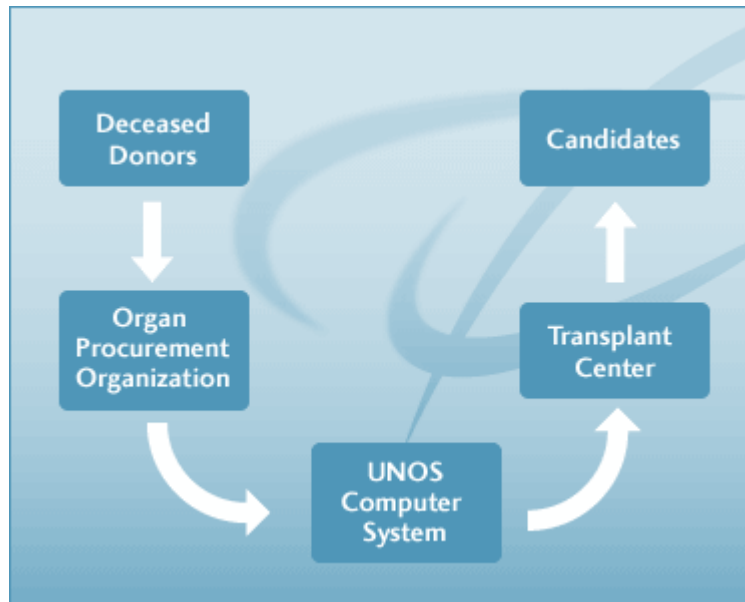 Deceased
Donors
Organ
Procurement
Organization
UNOS
Computer
System
Transplant
Center
Candidates